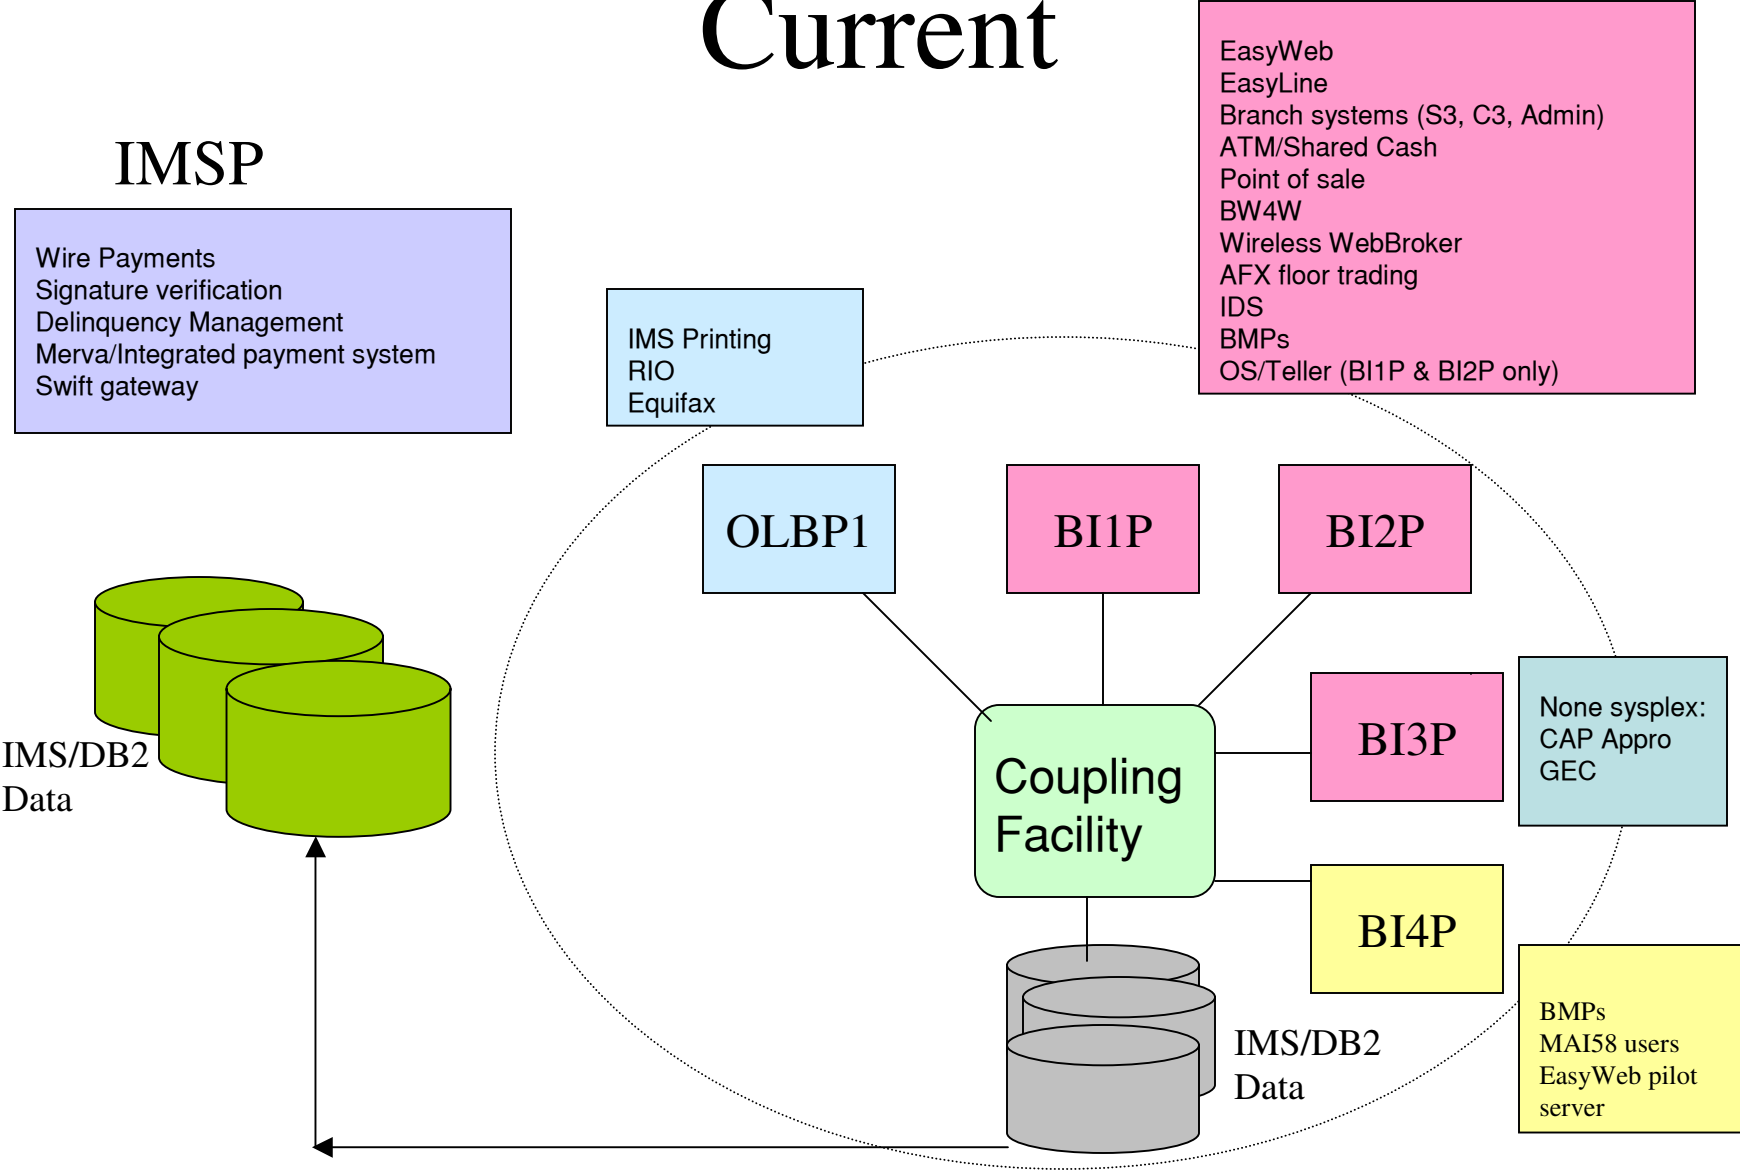 Current
IMSP
Wire Payments
Signature verification
Delinquency Management
Merva/Integrated payment system
Swift gateway
IMS Printing
RIO
Equifax
EasyWeb
EasyLine
Branch systems (S3, C3, Admin)
ATM/Shared Cash
Point of sale
BW4W
Wireless WebBroker
AFX floor trading
IDS
BMPs
OS/Teller (BI1P & BI2P only)
OLBP1
BI1P
BI2P
BI3P
None sysplex:
CAP Appro
GEC
IMS/DB2
Data
Coupling
Facility
BI4P
BMPs
MAI58 users
EasyWeb pilot
server
IMS/DB2
Data